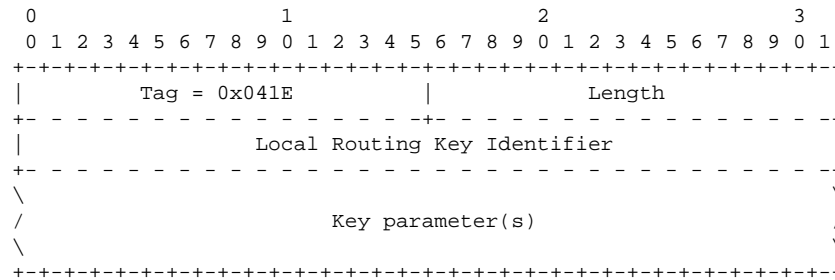 0                   1                   2                   3
 0 1 2 3 4 5 6 7 8 9 0 1 2 3 4 5 6 7 8 9 0 1 2 3 4 5 6 7 8 9 0 1
+-+-+-+-+-+-+-+-+-+-+-+-+-+-+-+-+-+-+-+-+-+-+-+-+-+-+-+-+-+-+-+-
|         Tag = 0x041E          |            Length
+- - - - - - - - - - - - - - - -+- - - - - - - - - - - - - - - --
|                  Local Routing Key Identifier
+- - - - - - - - - - - - - - - - - - - - - - - - - - - - - - - --
\                                                               \
/                        Key parameter(s)
\                                                               \
+-+-+-+-+-+-+-+-+-+-+-+-+-+-+-+-+-+-+-+-+-+-+-+-+-+-+-+-+-+-+-+-